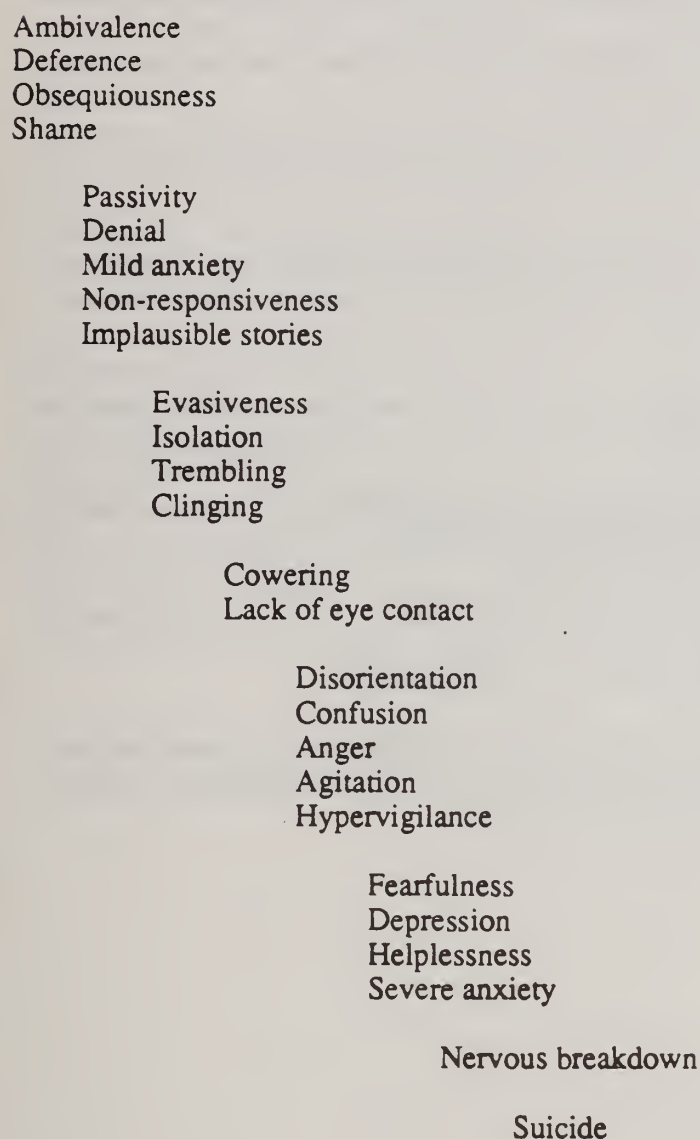 Ambivalence
Deference
Obsequiousness
Shame
Passivity
Denial
Mild anxiety
Non-responsiveness
Implausible stories
Evasiveness
Isolation
Trembling
Clinging
Cowering
Lack of eye contact
Disorientation
Confusion
Anger
Agitation
Hypervigilance
Fearfulness
Depression
Helplessness
Severe anxiety
Nervous breakdown
Suicide